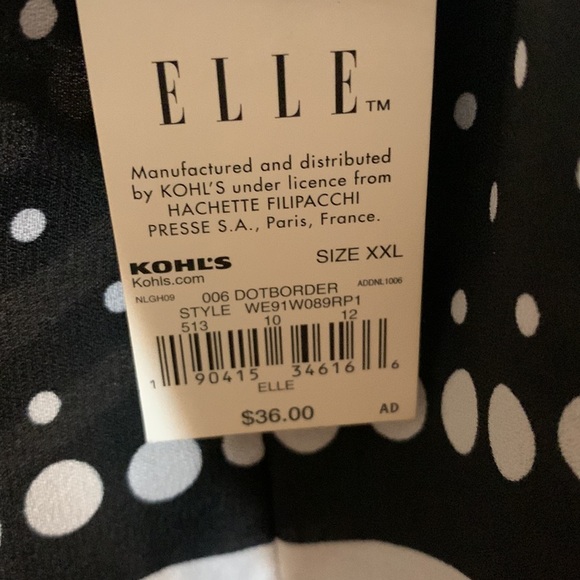 ELLE™
Manufactured and distributed
by KOHL'S under licence from
HACHETTE FILIPACCHI
PRESSE S.A., Paris, France.
KOHL'S SIZE XXL
Kohls.com
NLGH09 006 DOTBORDER ADDNL1006
STYLE WE91W089RP1
513 10 12
1 90415 34616 6
ELLE
$36.00 AD